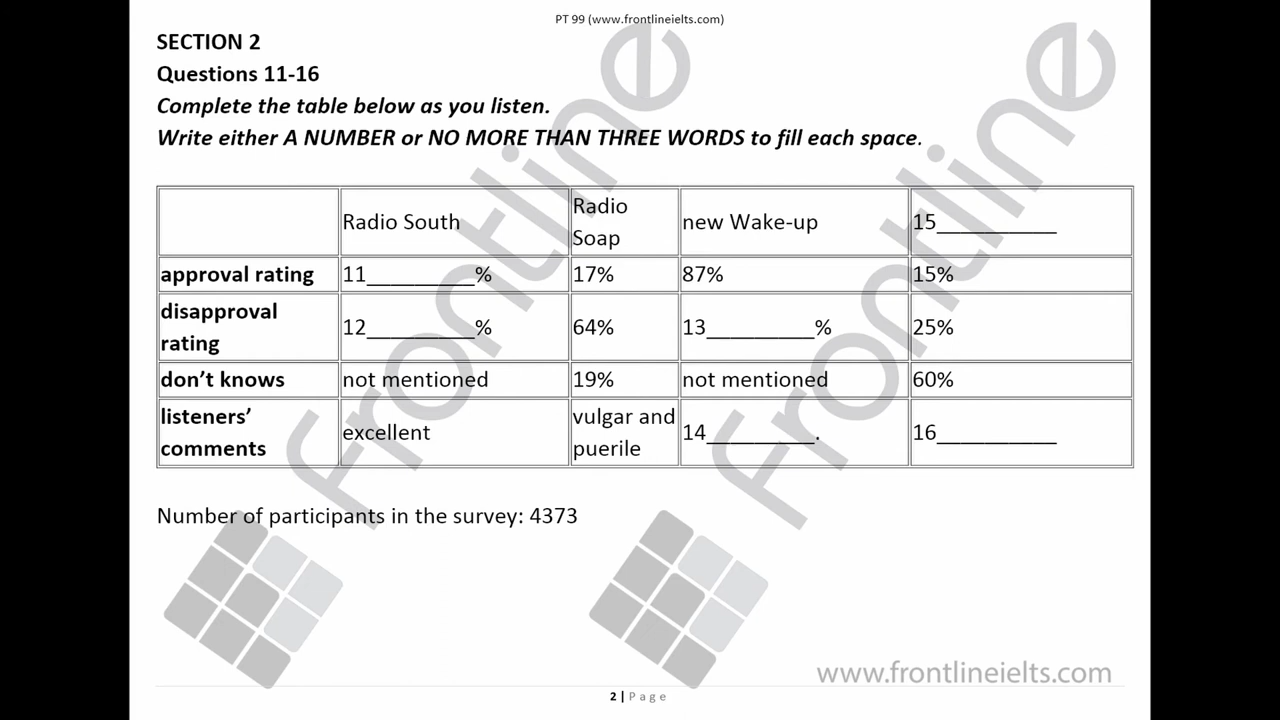 PT 99 (www.frontlineielts.com)
SECTION 2
Questions 11-16
Complete the table below as you listen.
Write either A NUMBER or NO MORE THAN THREE WORDS to fill each space.
Radio South
Radio
Soap
new Wake-up
15__________
approval rating
11_________%
17%
87%
15%
disapproval
rating
12_________%
64%
13_________%
25%
don’t knows
not mentioned
19%
not mentioned
60%
listeners’
comments
excellent
vulgar and
puerile
14_________.
16__________
Number of participants in the survey: 4373
frontline
frontline
www.frontlineielts.com
2 | Page